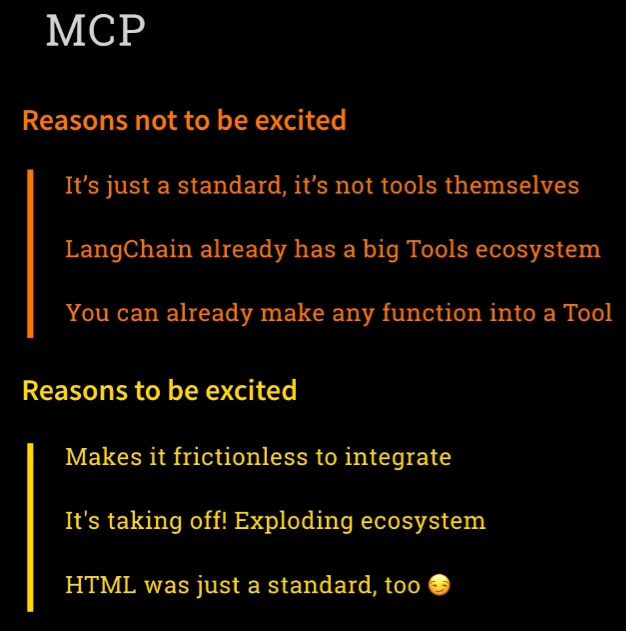 MCP
Reasons not to be excited
It’s just a standard, it’s not tools themselves
LangChain already has a big Tools ecosystem
You can already make any function into a Tool
Reasons to be excited
Makes it frictionless to integrate
It's taking off! Exploding ecosystem
HTML was just a standard, too 😏